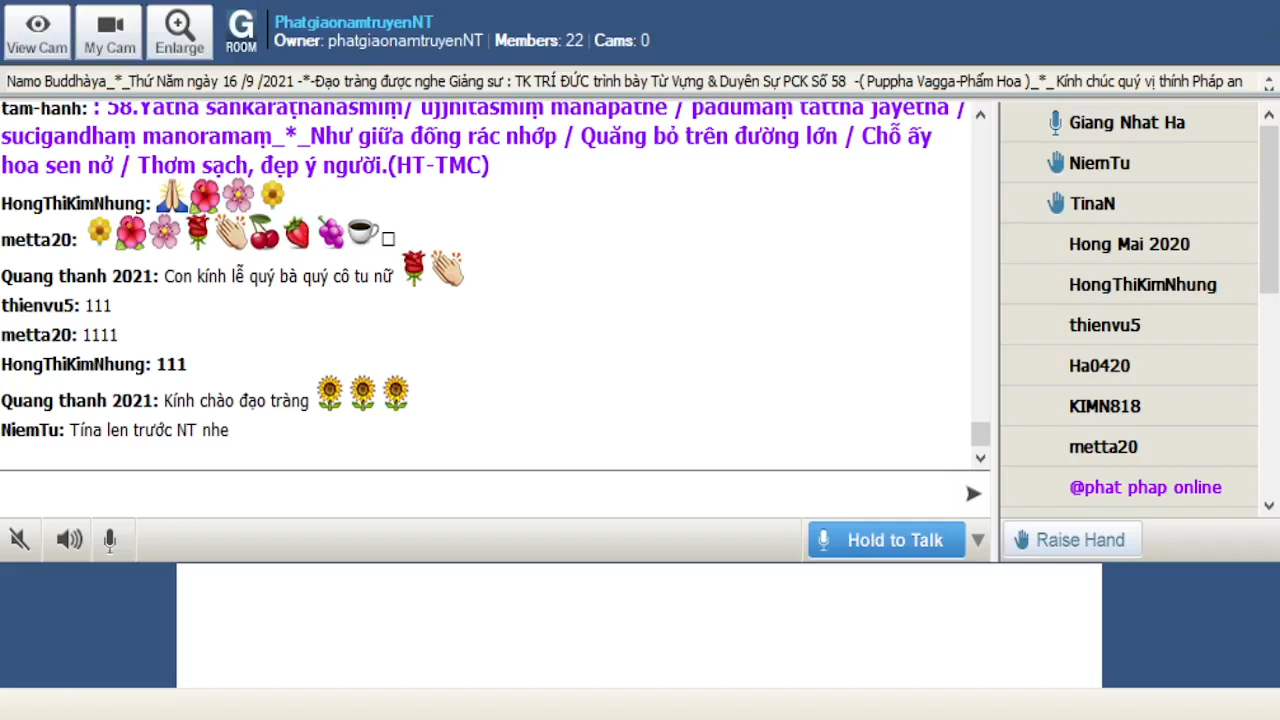 View Cam
My Cam
Enlarge
G
ROOM
PhatgiaonamtruyenNT
Owner: phatgiaonamtruyenNT | Members: 22 | Cams: 0
Namo Buddhàya_*_Thứ Năm ngày 16 /9 /2021 -*-Đạo tràng được nghe Giảng sư : TK TRÍ ĐỨC trình bày Từ Vựng & Duyên Sự PCK Số 58 -( Puppha Vagga-Phẩm Hoa )_*_ Kính chúc quý vị thính Pháp an
tam-hanh: : 58.Yathā saṅkāraṭhānasmiṃ/ ujjhitasmiṃ mahāpathe / padumaṃ tattha jāyetha /
sucigandhaṃ manoramaṃ_*_Như giữa đống rác nhớp / Quăng bỏ trên đường lớn / Chỗ ấy
hoa sen nở / Thơm sạch, đẹp ý người.(HT-TMC)
HongThiKimNhung:
metta20:
Quang thanh 2021: Con kính lễ quý bà quý cô tu nữ
thienvu5: 111
metta20: 1111
HongThiKimNhung: 111
Quang thanh 2021: Kính chào đạo tràng
NiemTu: Tína len trước NT nhe
Giang Nhat Ha
NiemTu
TinaN
Hong Mai 2020
HongThiKimNhung
thienvu5
Ha0420
KIMN818
metta20
@phat phap online
Hold to Talk
Raise Hand